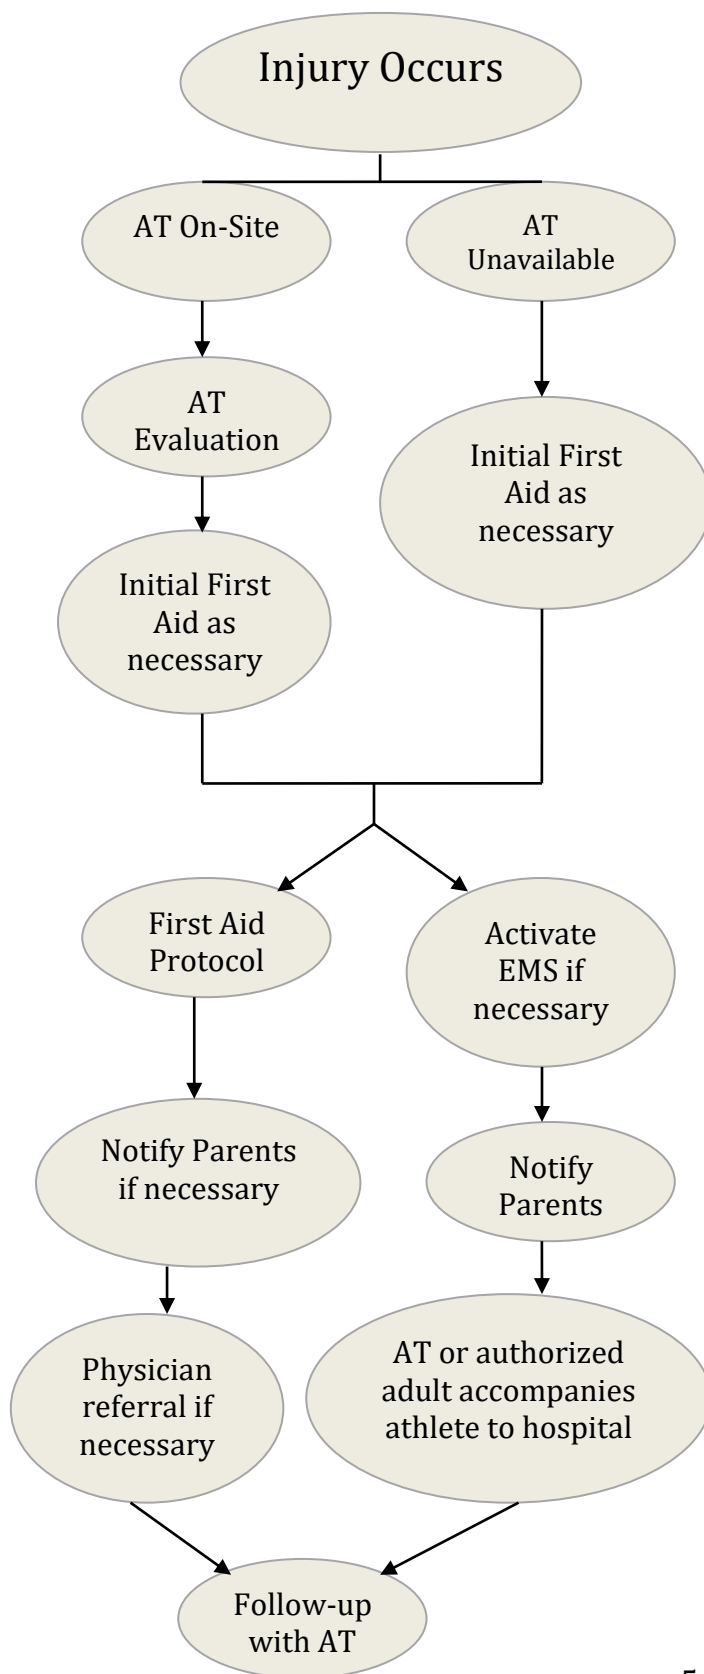 Injury Occurs
AT On-Site
AT
Unavailable
AT
Evaluation
Initial First
Aid as
necessary
Initial First
Aid as
necessary
First Aid
Protocol
Activate
EMS if
necessary
Notify Parents
if necessary
Notify
Parents
Physician
referral if
necessary
AT or authorized
adult accompanies
athlete to hospital
Follow-up
with AT
5